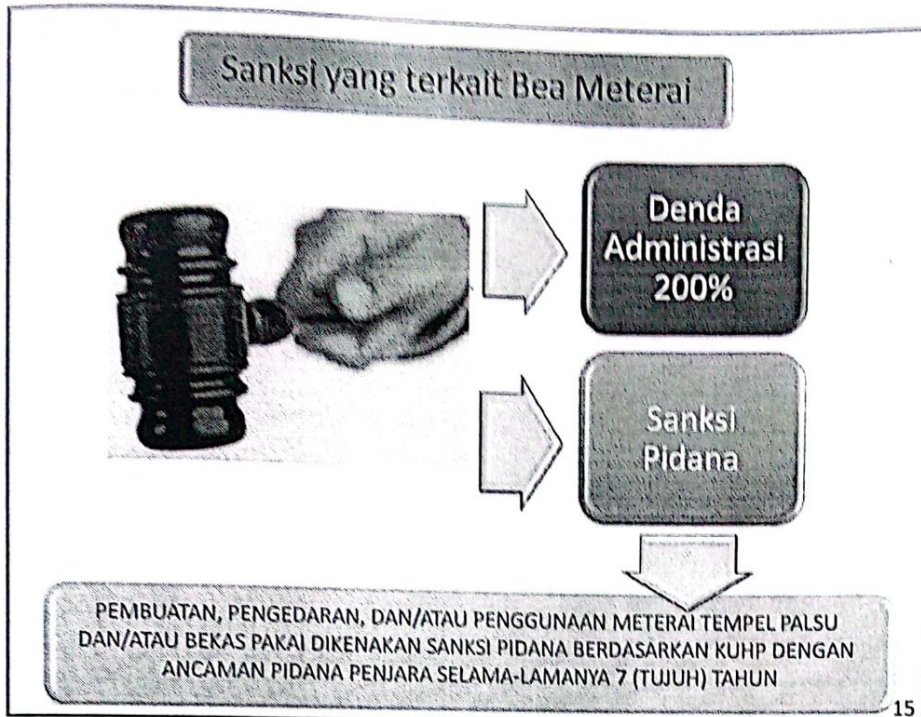 Sanksi yang terkait Bea Meterai
Denda
Administrasi
200%
Sanksi
Pidana
PEMBUATAN, PENGEDARAN, DAN/ATAU PENGGUNAAN METERAI TEMPEL PALSU
DAN/ATAU BEKAS PAKAI DIKENAKAN SANKSI PIDANA BERDASARKAN KUHP DENGAN
ANCAMAN PIDANA PENJARA SELAMA-LAMANYA 7 (TUJUH) TAHUN
15